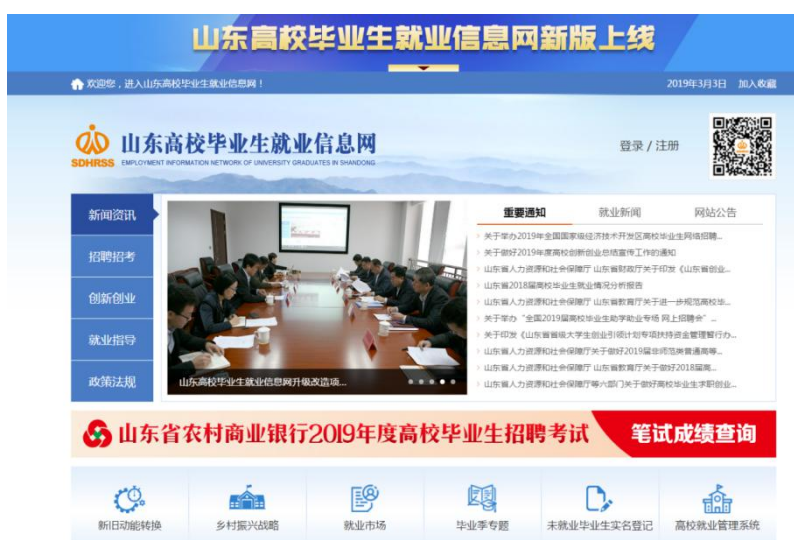 山东高校毕业生就业信息网新版上线
欢迎您，进入山东高校毕业生就业信息网！
2019年3月3日 加入收藏
SDHRSS
山东高校毕业生就业信息网
EMPLOYMENT INFORMATION NETWORK OF UNIVERSITY GRADUATES IN SHANDONG
登录 / 注册
新闻资讯
招聘招考
创新创业
就业指导
政策法规
山东高校毕业生就业信息网升级改造项...
重要通知 就业新闻 网站公告
关于举办2019年全国国家级经济技术开发区高校毕业生网络招聘...
关于做好2019年度高校创新创业总结宣传工作的通知
山东省人力资源和社会保障厅 山东省财政厅关于印发《山东省创业...
山东省2018届高校毕业生就业情况分析报告
山东省人力资源和社会保障厅 山东省教育厅关于进一步规范高校毕...
关于举办“全国2019届高校毕业生助学助业专场 网上招聘会”...
关于印发《山东省省级大学生创业引领计划专项扶持资金管理暂行办...
山东省人力资源和社会保障厅关于做好2019届非师范类普通高等...
山东省人力资源和社会保障厅 山东省教育厅关于做好2018届高...
山东省人力资源和社会保障厅等六部门关于做好高校毕业生求职创业...
山东省农村商业银行2019年度高校毕业生招聘考试
笔试成绩查询
新旧动能转换
乡村振兴战略
就业市场
毕业季专题
未就业毕业生实名登记
高校就业管理系统